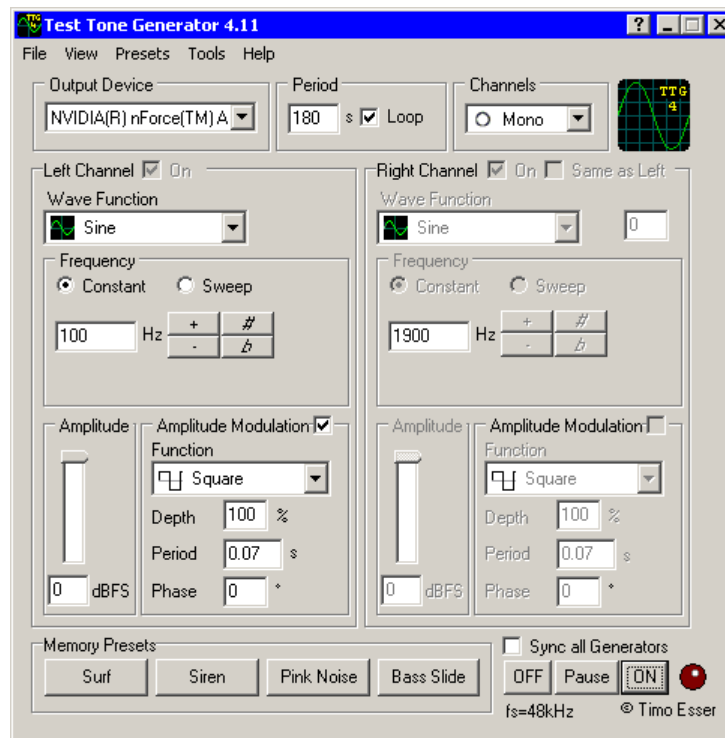 Test Tone Generator 4.11
File View Presets Tools Help
Output Device Period Channels
NVIDIA(R) nForce(TM) A 180 s Loop Mono
TTG
4
Left Channel On Right Channel On Same as Left
Wave Function Wave Function
Sine Sine 0
Frequency Frequency
Constant Sweep Constant Sweep
100 Hz + # 1900 Hz + #
- b - b
Amplitude Amplitude Modulation Amplitude Amplitude Modulation
Function Function
Square Square
Depth 100 % Depth 100 %
Period 0.07 s Period 0.07 s
0 dBFS Phase 0 ° 0 dBFS Phase 0 °
Memory Presets Sync all Generators
Surf Siren Pink Noise Bass Slide OFF Pause ON
fs=48kHz © Timo Esser